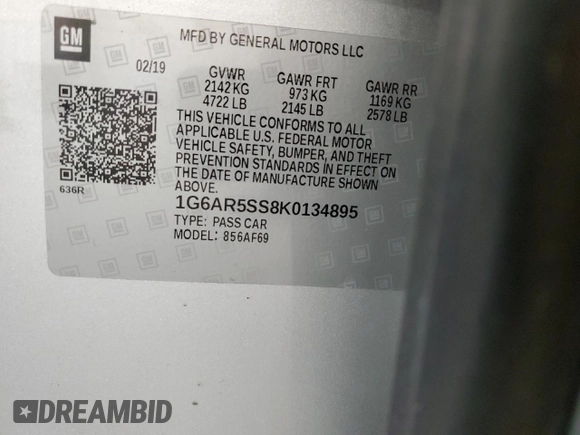 GM
MFD BY GENERAL MOTORS LLC
02/19
GVWR GAWR FRT GAWR RR
2142 KG 973 KG 1169 KG
4722 LB 2145 LB 2578 LB
THIS VEHICLE CONFORMS TO ALL
APPLICABLE U.S. FEDERAL MOTOR
VEHICLE SAFETY, BUMPER, AND THEFT
PREVENTION STANDARDS IN EFFECT ON
THE DATE OF MANUFACTURE SHOWN
ABOVE.
636R
1G6AR5SS8K0134895
TYPE: PASS CAR
MODEL: 856AF69
DREAMBID